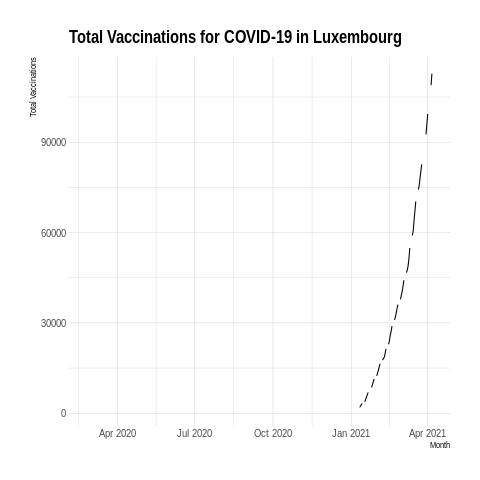 Total Vaccinations for COVID-19 in Luxembourg
Total Vaccinations
90000
60000
30000
0
Apr 2020
Jul 2020
Oct 2020
Jan 2021
Apr 2021
Month